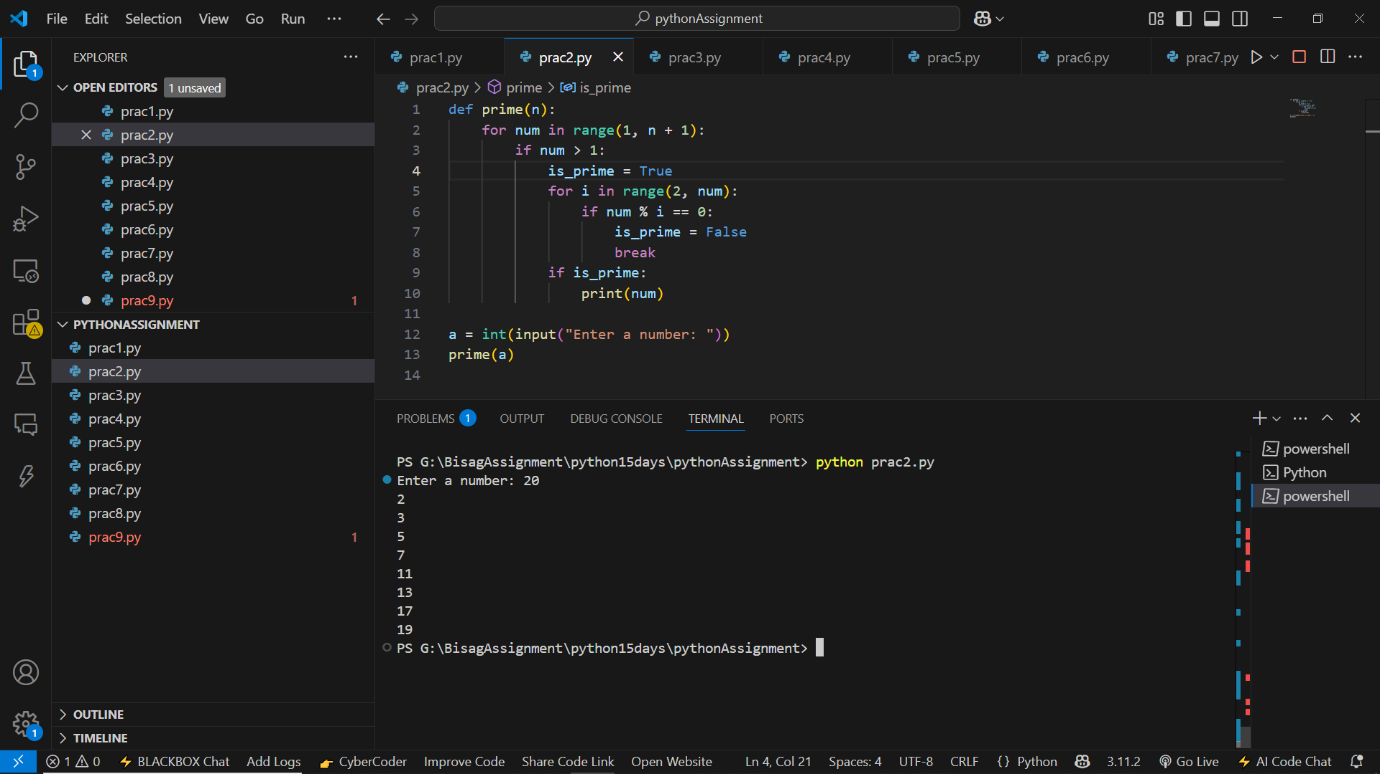 File Edit Selection View Go Run ··· pythonAssignment
EXPLORER ···
OPEN EDITORS 1 unsaved
prac1.py
prac2.py
prac3.py
prac4.py
prac5.py
prac6.py
prac7.py
prac8.py
prac9.py 1
PYTHONASSIGNMENT
prac1.py
prac2.py
prac3.py
prac4.py
prac5.py
prac6.py
prac7.py
prac8.py
prac9.py 1
OUTLINE
TIMELINE
1
1
prac1.py prac2.py prac3.py prac4.py prac5.py prac6.py prac7.py ···
prac2.py > prime > is_prime
1 def prime(n):
2 for num in range(1, n + 1):
3 if num > 1:
4 is_prime = True
5 for i in range(2, num):
6 if num % i == 0:
7 is_prime = False
8 break
9 if is_prime:
10 print(num)
11
12 a = int(input("Enter a number: "))
13 prime(a)
14
PROBLEMS 1 OUTPUT DEBUG CONSOLE TERMINAL PORTS ···
PS G:\BisagAssignment\python15days\pythonAssignment> python prac2.py
Enter a number: 20
2
3
5
7
11
13
17
19
PS G:\BisagAssignment\python15days\pythonAssignment>
powershell
Python
powershell
1 0 BLACKBOX Chat Add Logs CyberCoder Improve Code Share Code Link Open Website Ln 4, Col 21 Spaces: 4 UTF-8 CRLF {} Python 3.11.2 Go Live AI Code Chat